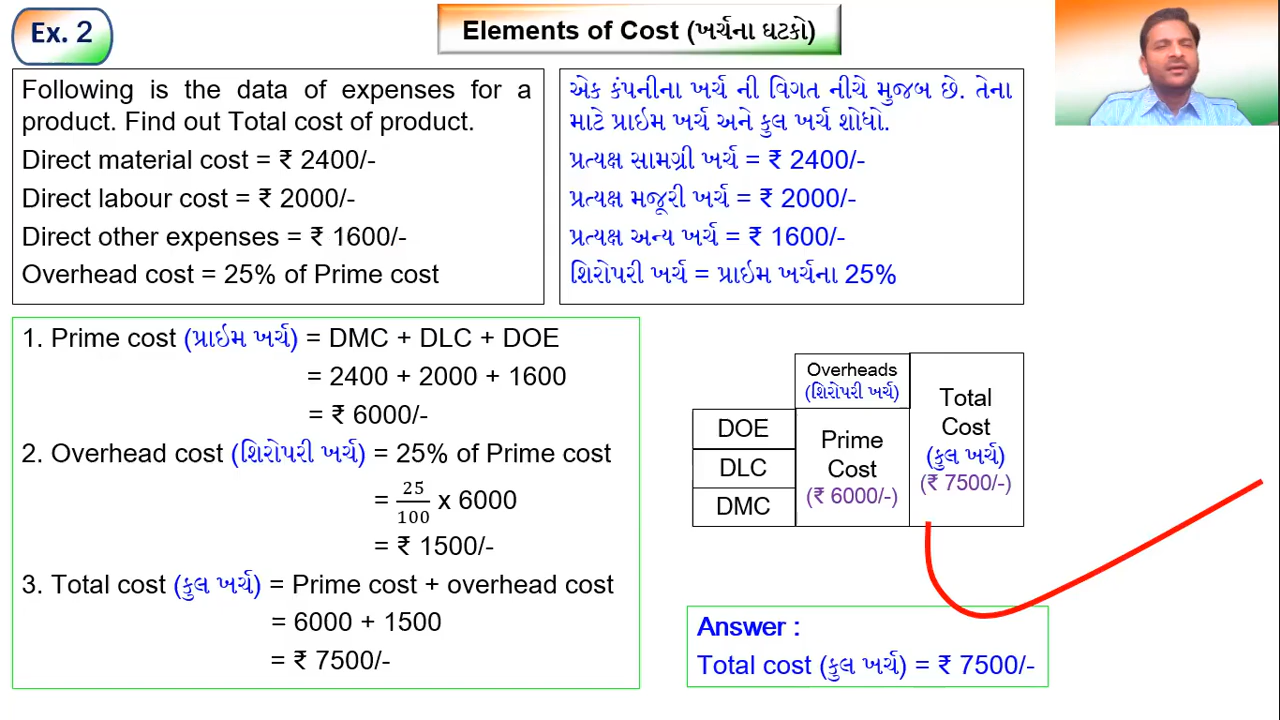 Ex. 2
Elements of Cost (ખર્ચના ઘટકો)
Following is the data of expenses for a
product. Find out Total cost of product.
Direct material cost = ₹ 2400/-
Direct labour cost = ₹ 2000/-
Direct other expenses = ₹ 1600/-
Overhead cost = 25% of Prime cost
એક કંપનીના ખર્ચ ની વિગત નીચે મુજબ છે. તેના
માટે પ્રાઇમ ખર્ચ અને કુલ ખર્ચ શોધો.
પ્રત્યક્ષ સામગ્રી ખર્ચ = ₹ 2400/-
પ્રત્યક્ષ મજૂરી ખર્ચ = ₹ 2000/-
પ્રત્યક્ષ અન્ય ખર્ચ = ₹ 1600/-
શિરોપરી ખર્ચ = પ્રાઇમ ખર્ચના 25%
1. Prime cost (પ્રાઇમ ખર્ચ) = DMC + DLC + DOE
= 2400 + 2000 + 1600
= ₹ 6000/-
2. Overhead cost (શિરોપરી ખર્ચ) = 25% of Prime cost
= 25/100 x 6000
= ₹ 1500/-
3. Total cost (કુલ ખર્ચ) = Prime cost + overhead cost
= 6000 + 1500
= ₹ 7500/-
Overheads
(શિરોપરી ખર્ચ)
DOE
DLC
DMC
Prime
Cost
(₹ 6000/-)
Total
Cost
(કુલ ખર્ચ)
(₹ 7500/-)
Answer :
Total cost (કુલ ખર્ચ) = ₹ 7500/-